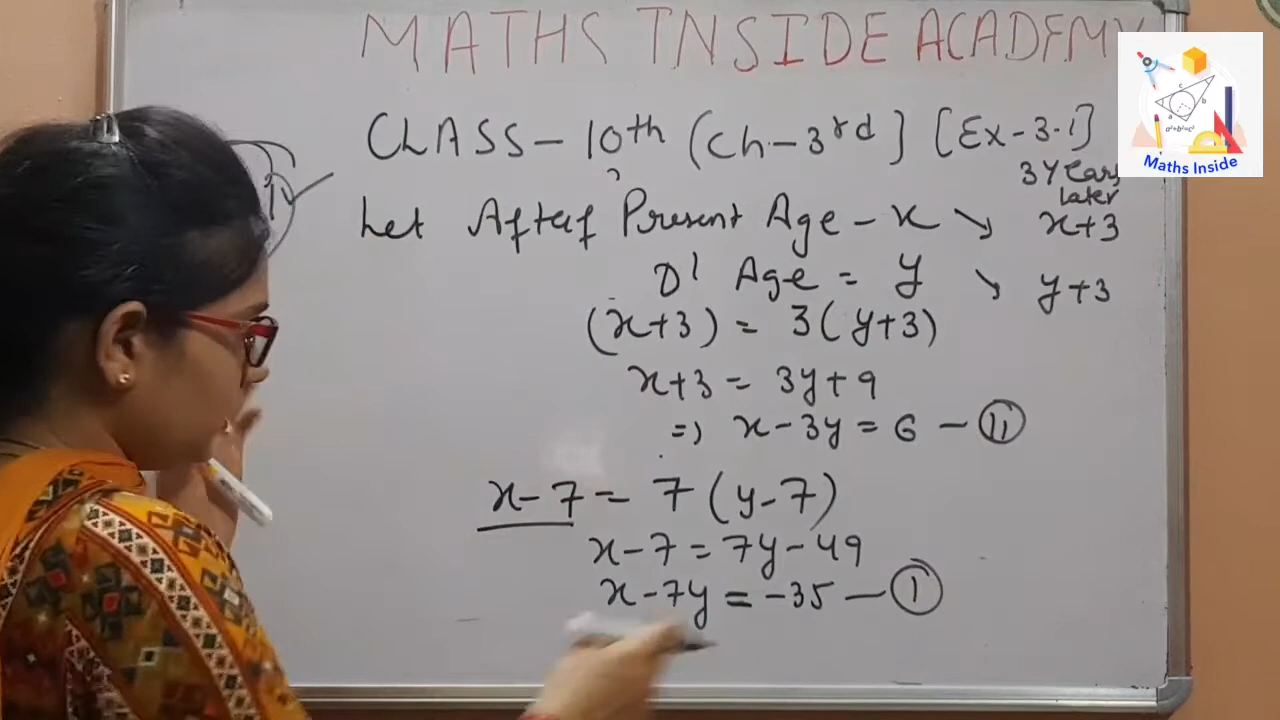 MATHS INSIDE ACADEMY
CLASS - 10th (Ch - 3rd] [Ex - 3.1]
3 Years
later
Let Aftaf Present Age - x ↘ x+3
D' Age = y ↘ y+3
(x+3) = 3(y+3)
x+3 = 3y+9
=) x-3y = 6 - II
x-7 = 7(y-7)
x-7 = 7y-49
x-7y = -35 - I
Maths Inside